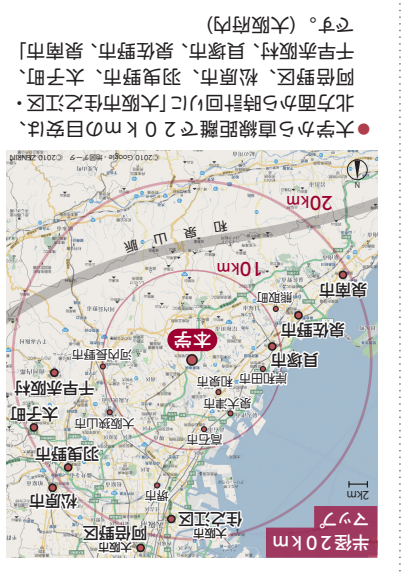 半径20km
マップ
2km
大阪市
阿倍野区
大阪市
住之江区
堺市
松原市
羽曳野市
太子町
大阪狭山市
高石市
泉大津市
和泉市
千早赤阪村
河内長野市
岸和田市
貝塚市
本学
泉佐野市
熊取町
泉南市
10km
20km
和泉山脈
N
©2010 Google - 地図データ ©2010 ZENRIN
●大学から直線距離で20kmの目安は、
北方面から時計回りに「大阪市住之江区・
阿倍野区、松原市、羽曳野市、太子町、
千早赤阪村、貝塚市、泉佐野市、泉南市」
です。（大阪府内）